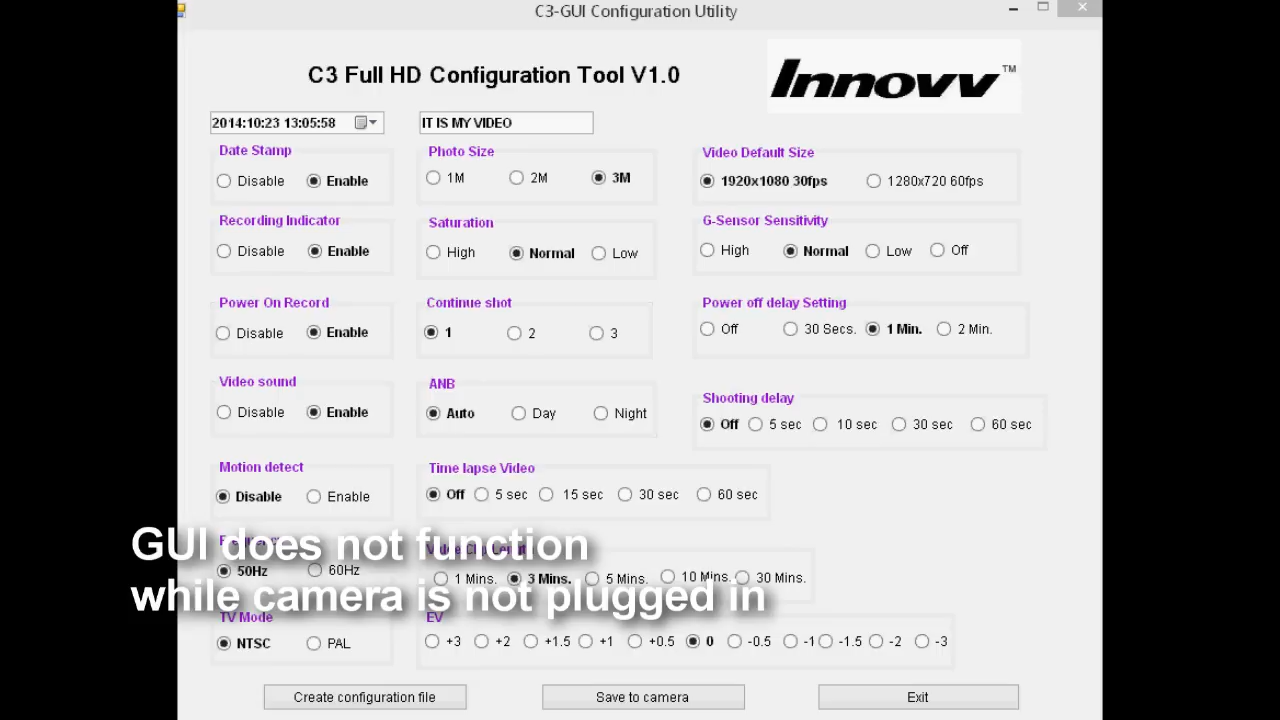 C3-GUI Configuration Utility
C3 Full HD Configuration Tool V1.0
Innovv™
2014:10:23 13:05:58
IT IS MY VIDEO
Date Stamp
Disable Enable
Photo Size
1M 2M 3M
Video Default Size
1920x1080 30fps 1280x720 60fps
Recording Indicator
Disable Enable
Saturation
High Normal Low
G-Sensor Sensitivity
High Normal Low Off
Power On Record
Disable Enable
Continue shot
1 2 3
Power off delay Setting
Off 30 Secs. 1 Min. 2 Min.
Video sound
Disable Enable
ANB
Auto Day Night
Shooting delay
Off 5 sec 10 sec 30 sec 60 sec
Motion detect
Disable Enable
Time lapse Video
Off 5 sec 15 sec 30 sec 60 sec
GUI does not function
while camera is not plugged in
Frequency
50Hz 60Hz
Video Clip Length
1 Mins. 3 Mins. 5 Mins. 10 Mins. 30 Mins.
TV Mode
NTSC PAL
EV
+3 +2 +1.5 +1 +0.5 0 -0.5 -1 -1.5 -2 -3
Create configuration file
Save to camera
Exit